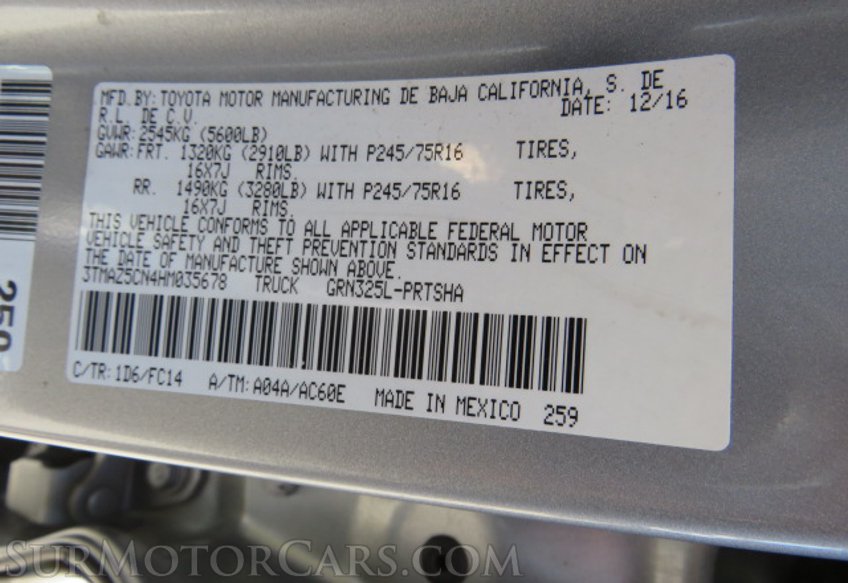 MFD. BY: TOYOTA MOTOR MANUFACTURING DE BAJA CALIFORNIA, S. DE
R.L. DE C.V. DATE: 12/16
GVWR: 2545KG (5600LB)
GAWR: FRT. 1320KG (2910LB) WITH P245/75R16 TIRES,
16X7J RIMS.
RR. 1490KG (3280LB) WITH P245/75R16 TIRES,
16X7J RIMS.
THIS VEHICLE CONFORMS TO ALL APPLICABLE FEDERAL MOTOR
VEHICLE SAFETY AND THEFT PREVENTION STANDARDS IN EFFECT ON
THE DATE OF MANUFACTURE SHOWN ABOVE.
3TMAZ5CN4HM035678 TRUCK GRN325L-PRTSHA
C/TR: 1D6/FC14 A/TM: A04A/AC60E MADE IN MEXICO 259
259
SURMOTORCARS.COM